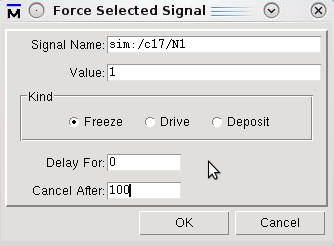 Force Selected Signal
Signal Name: sim:/c17/N1
Value: 1
Kind
Freeze Drive Deposit
Delay For: 0
Cancel After: 100
OK Cancel